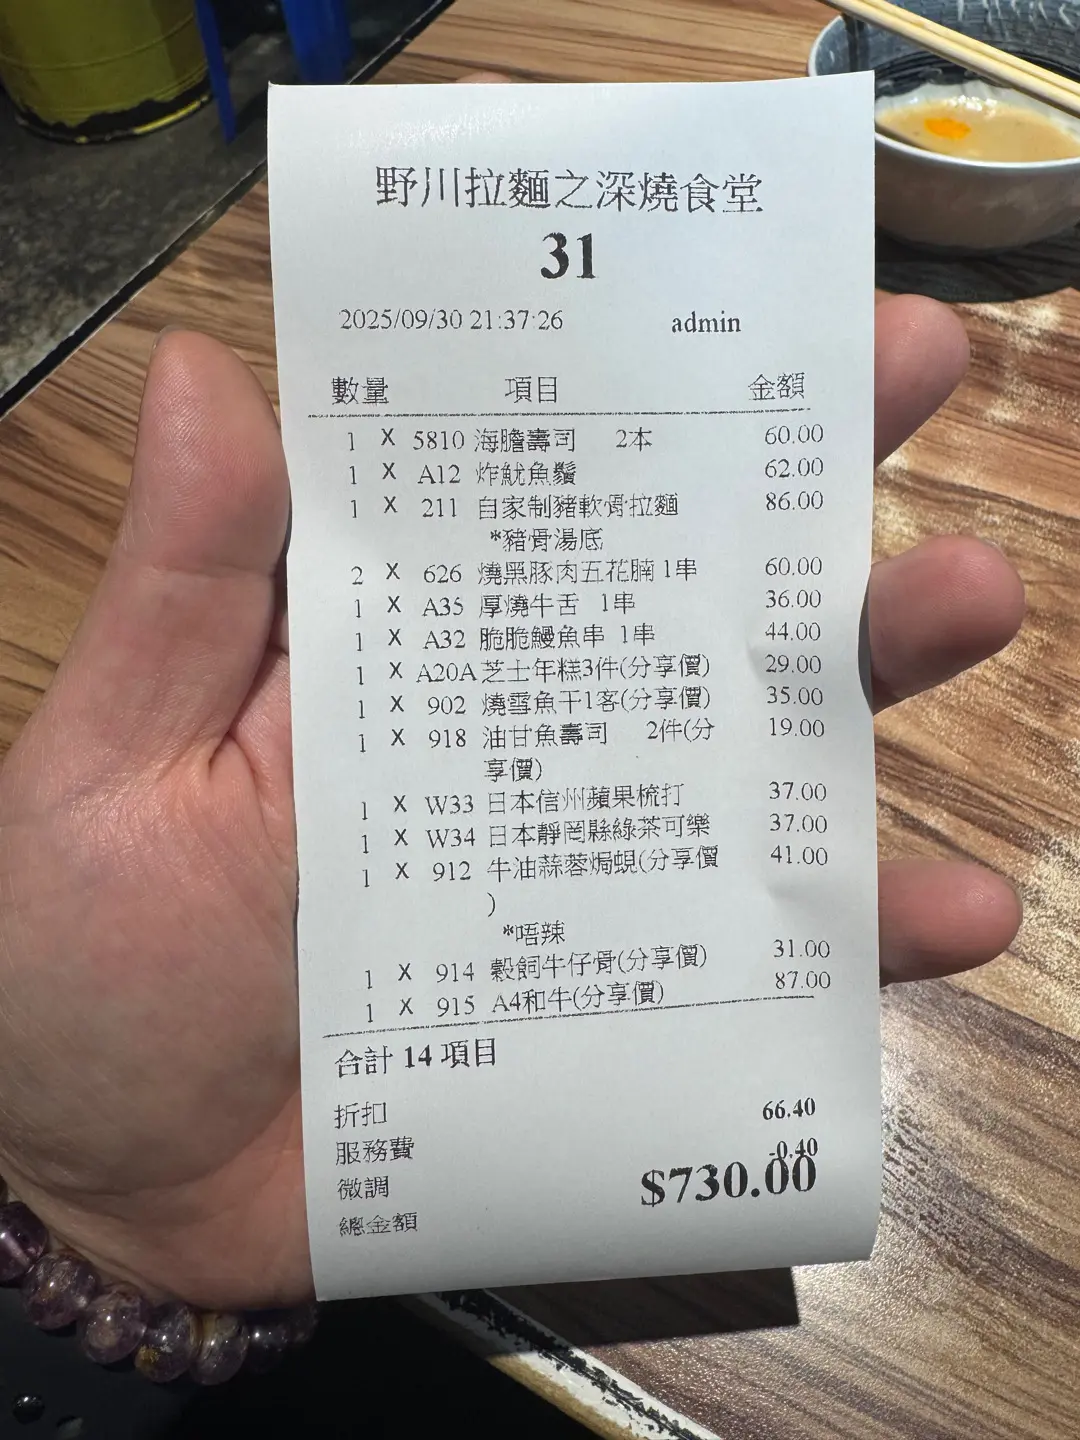 野川拉麵之深燒食堂
31
2025/09/30 21:37:26 admin
數量 項目 金額
1 X 5810 海膽壽司 2本 60.00
1 X A12 炸魷魚鬚 62.00
1 X 211 自家制豬軟骨拉麵 86.00
*豬骨湯底
2 X 626 燒黑豚肉五花腩 1串 60.00
1 X A35 厚燒牛舌 1串 36.00
1 X A32 脆脆鰻魚串 1串 44.00
1 X A20A 芝士年糕3件(分享價) 29.00
1 X 902 燒雪魚干1客(分享價) 35.00
1 X 918 油甘魚壽司 2件(分 19.00
享價)
1 X W33 日本信州蘋果梳打 37.00
1 X W34 日本靜罔縣綠茶可樂 37.00
1 X 912 牛油蒜蓉焗蜆(分享價 41.00
)
*唔辣
1 X 914 穀飼牛仔骨(分享價) 31.00
1 X 915 A4和牛(分享價) 87.00
合計 14 項目
折扣 66.40
服務費 -0.40
微調 $730.00
總金額